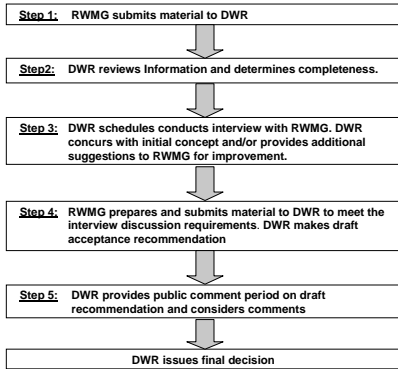 Step 1: RWMG submits material to DWR
Step2: DWR reviews Information and determines completeness.
Step 3: DWR schedules conducts interview with RWMG. DWR
concurs with initial concept and/or provides additional
suggestions to RWMG for improvement.
Step 4: RWMG prepares and submits material to DWR to meet the
interview discussion requirements. DWR makes draft
acceptance recommendation
Step 5: DWR provides public comment period on draft
recommendation and considers comments
DWR issues final decision